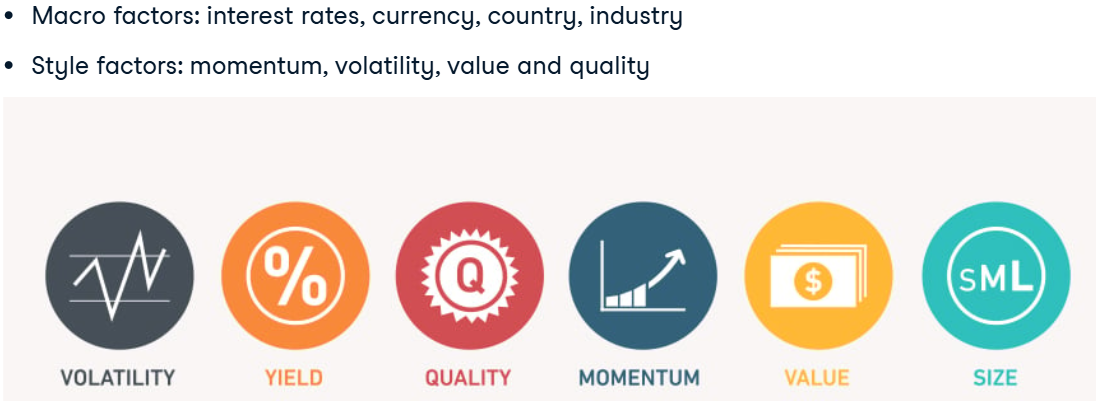 • Macro factors: interest rates, currency, country, industry
• Style factors: momentum, volatility, value and quality
%
Q
$
SML
VOLATILITY
YIELD
QUALITY
MOMENTUM
VALUE
SIZE